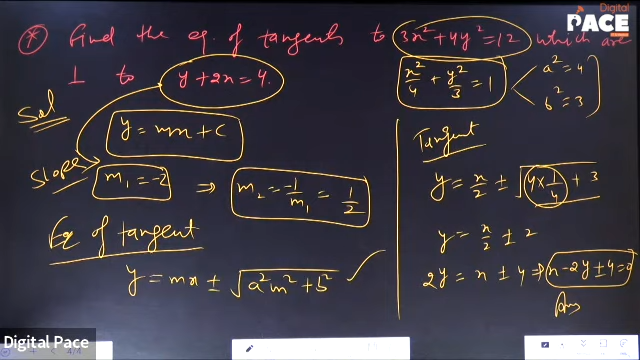 Digital
PACE
* Find the eq. of tangents to 3x²+4y²=12 which are
⊥ to y+2x=4.
Sol
y = mx + c
Slope m₁=-2 ⇒ m₂ = -1/m₁ = 1/2
Eq of tangent
y = mx ± √(a²m² + b²)
x²/4 + y²/3 = 1
a² = 4
b² = 3
Tangent
y = x/2 ± √(4×1/4 + 3)
y = x/2 ± 2
2y = x ± 4 ⇒ x-2y±4=0
Ans
Digital Pace
4/4